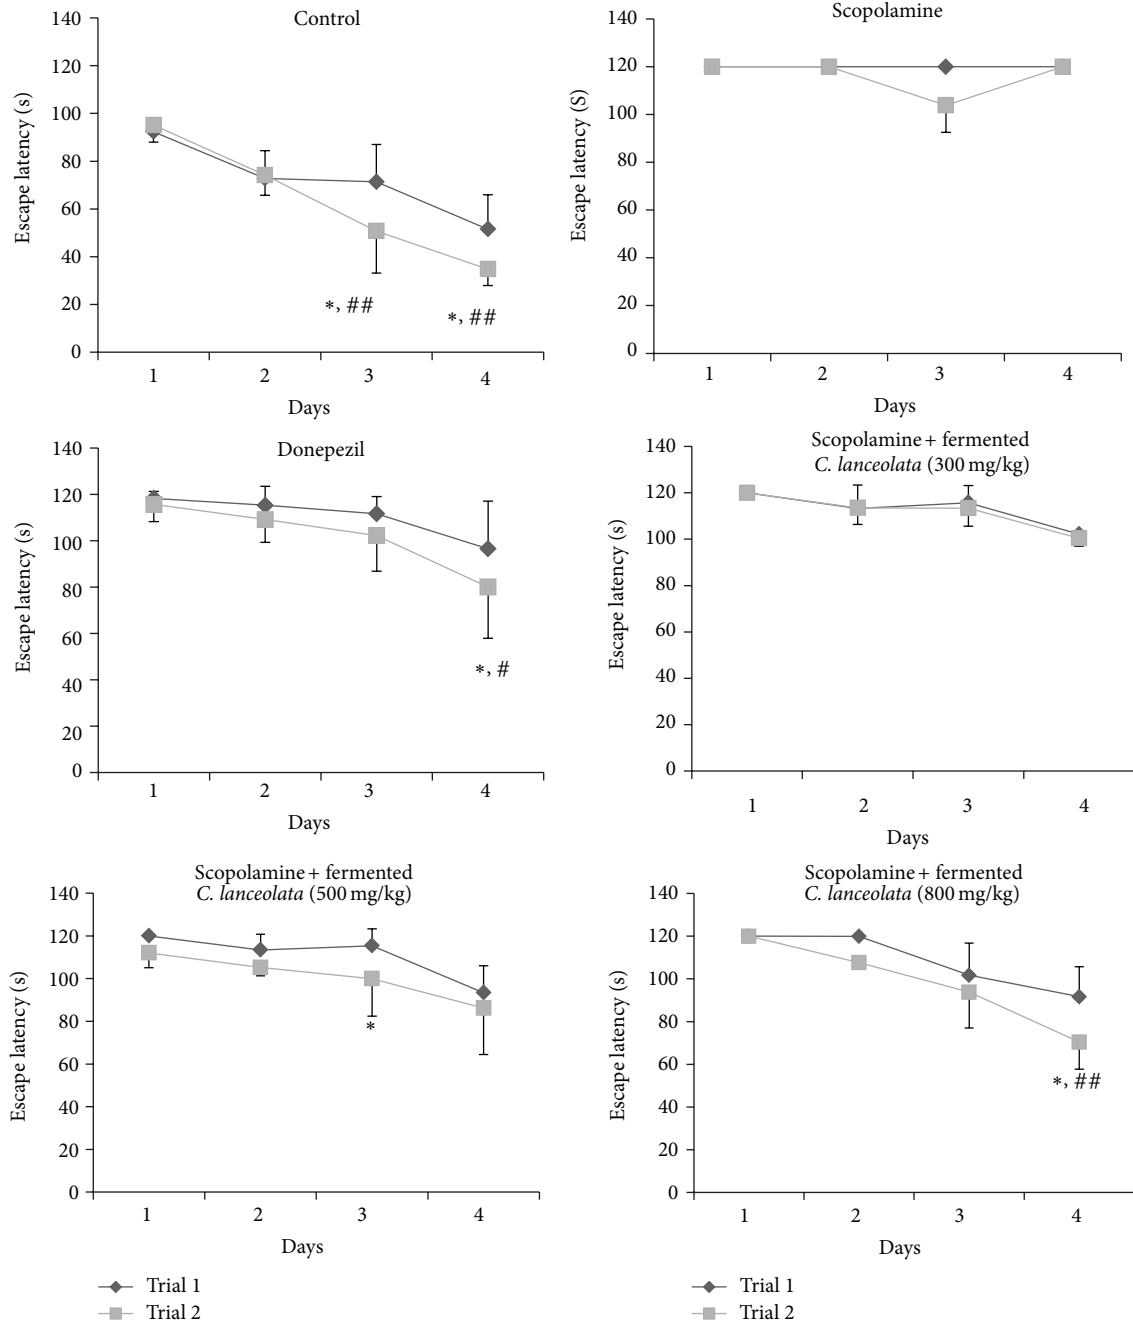 Control
Escape latency (s)
140
120
100
80
60
40
20
0
*, ##
*, ##
1 2 3 4
Days
Scopolamine
Escape latency (S)
140
120
100
80
60
40
20
0
1 2 3 4
Days
Donepezil
Escape latency (s)
140
120
100
80
60
40
20
0
*, #
1 2 3 4
Days
Scopolamine + fermented
C. lanceolata (300 mg/kg)
Escape latency (s)
140
120
100
80
60
40
20
0
1 2 3 4
Days
Scopolamine + fermented
C. lanceolata (500 mg/kg)
Escape latency (s)
140
120
100
80
60
40
20
0
*
1 2 3 4
Days
Trial 1
Trial 2
Scopolamine + fermented
C. lanceolata (800 mg/kg)
Escape latency (s)
140
120
100
80
60
40
20
0
*, ##
1 2 3 4
Days
Trial 1
Trial 2